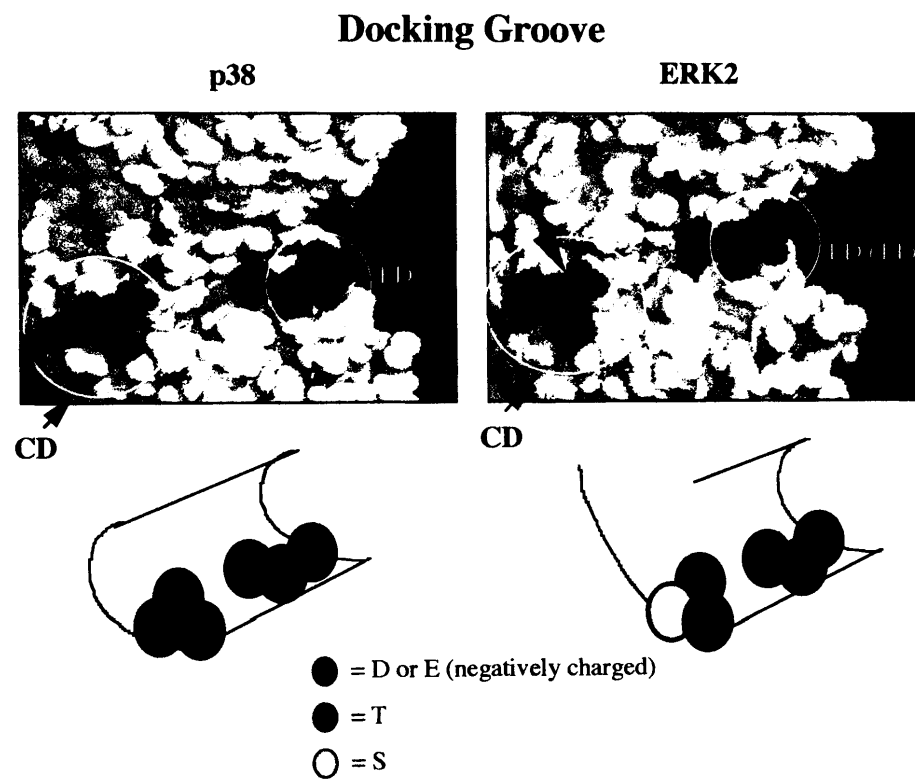 Docking Groove
p38
ERK2
CD
CD
= D or E (negatively charged)
= T
= S